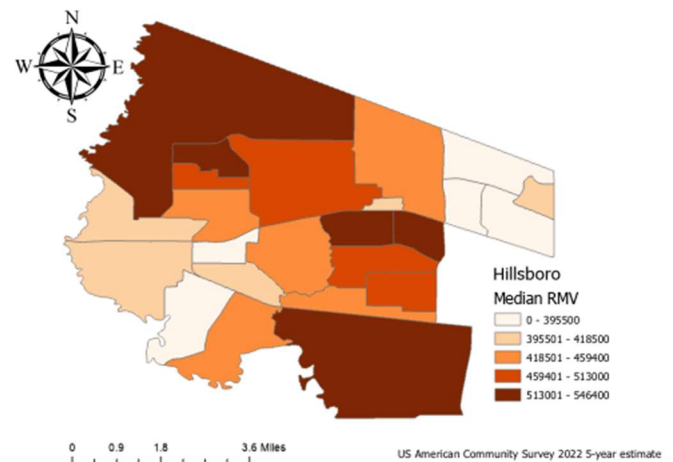 N
W E
S
Hillsboro
Median RMV
0 - 395500
395501 - 418500
418501 - 459400
459401 - 513000
513001 - 546400
0 0.9 1.8 3.6 Miles
US American Community Survey 2022 5-year estimate